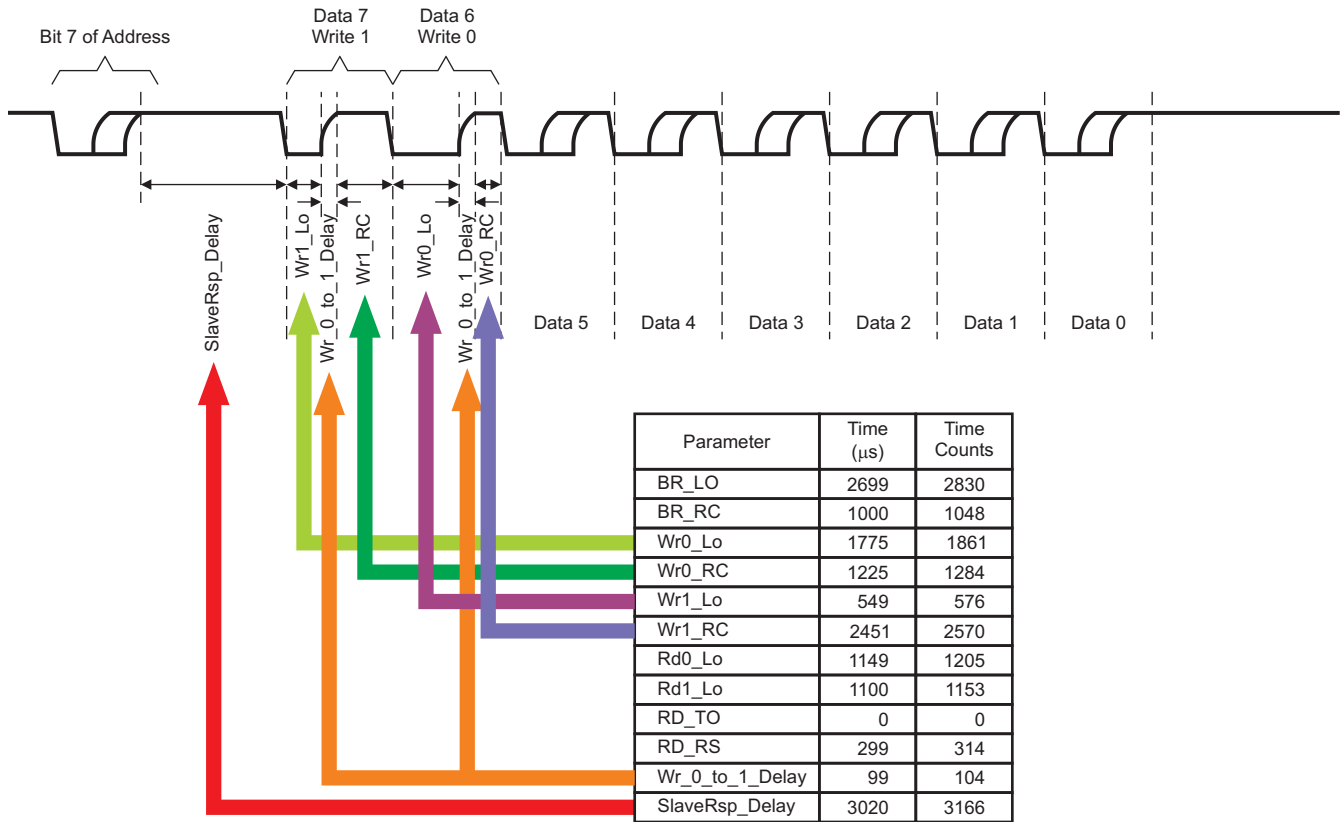 Bit 7 of Address
Data 7
Write 1
Data 6
Write 0
SlaveRsp_Delay
Wr1_Lo
Wr_0_to_1_Delay
Wr1_RC
Wr0_Lo
Wr_0_to_1_Delay
Wr0_RC
Data 5
Data 4
Data 3
Data 2
Data 1
Data 0
Parameter Time (μs) Time Counts
BR_LO 2699 2830
BR_RC 1000 1048
Wr0_Lo 1775 1861
Wr0_RC 1225 1284
Wr1_Lo 549 576
Wr1_RC 2451 2570
Rd0_Lo 1149 1205
Rd1_Lo 1100 1153
RD_TO 0 0
RD_RS 299 314
Wr_0_to_1_Delay 99 104
SlaveRsp_Delay 3020 3166